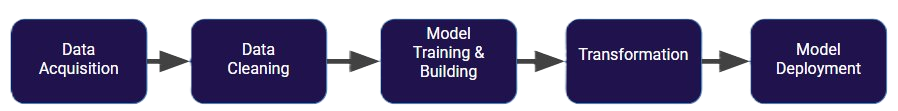 Data
Acquisition
Data
Cleaning
Model
Training &
Building
Transformation
Model
Deployment